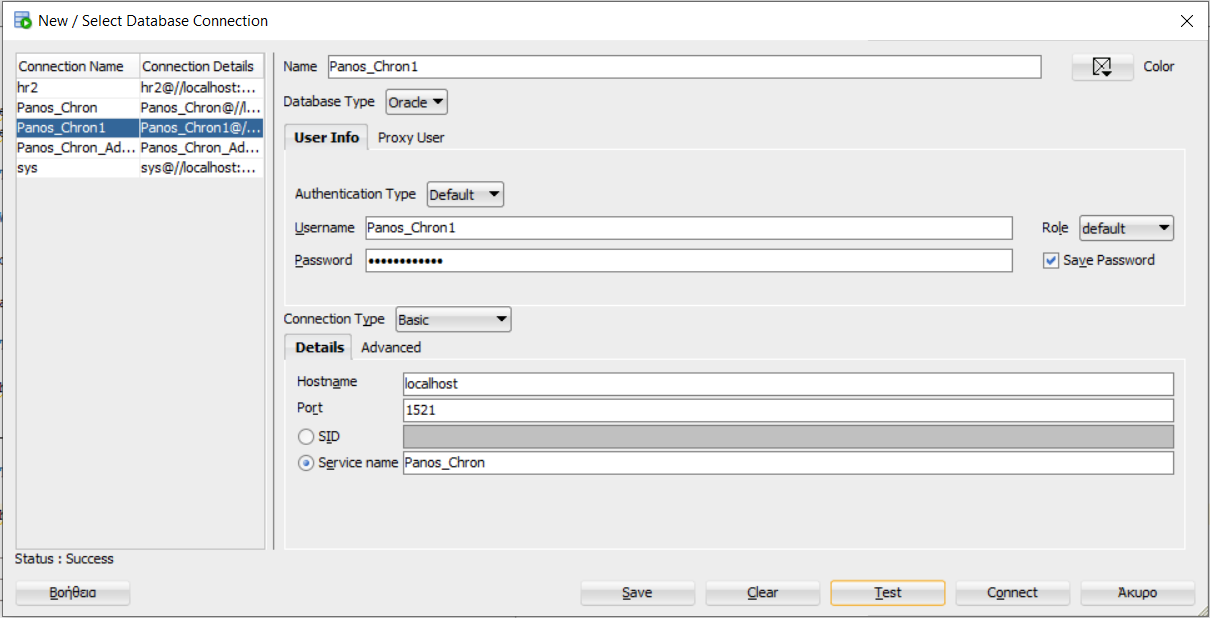 New / Select Database Connection
Connection Name Connection Details
hr2 hr2@//localhost:...
Panos_Chron Panos_Chron@//l...
Panos_Chron1 Panos_Chron1@/...
Panos_Chron_Ad... Panos_Chron_Ad...
sys sys@//localhost:...
Name Panos_Chron1 Color
Database Type Oracle
User Info Proxy User
Authentication Type Default
Username Panos_Chron1 Role default
Password •••••••••••• Save Password
Connection Type Basic
Details Advanced
Hostname localhost
Port 1521
SID
Service name Panos_Chron
Status : Success
Βοήθεια Save Clear Test Connect Άκυρο